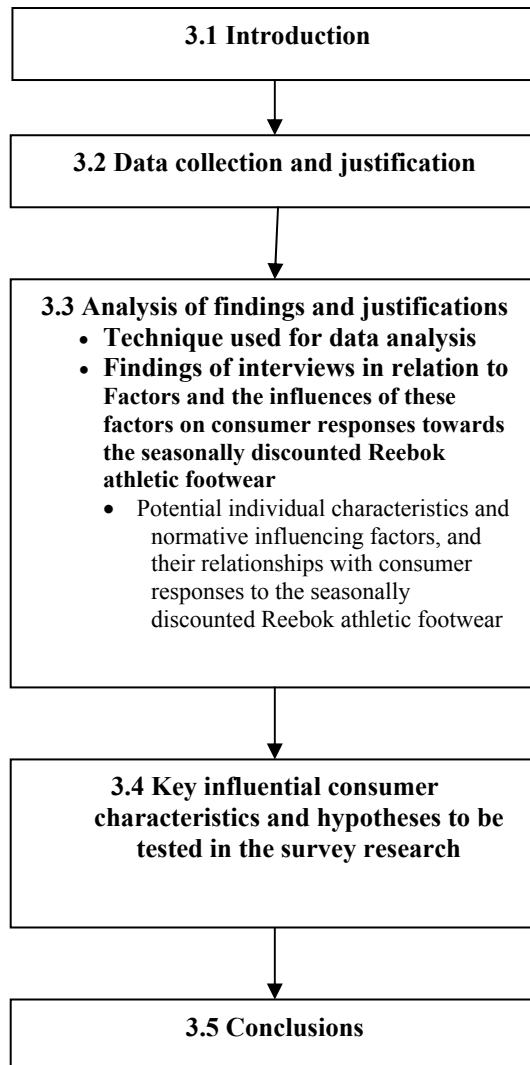 3.1 Introduction
3.2 Data collection and justification
3.3 Analysis of findings and justifications
• Technique used for data analysis
• Findings of interviews in relation to
Factors and the influences of these
factors on consumer responses towards
the seasonally discounted Reebok
athletic footwear
• Potential individual characteristics and
normative influencing factors, and
their relationships with consumer
responses to the seasonally
discounted Reebok athletic footwear
3.4 Key influential consumer
characteristics and hypotheses to be
tested in the survey research
3.5 Conclusions